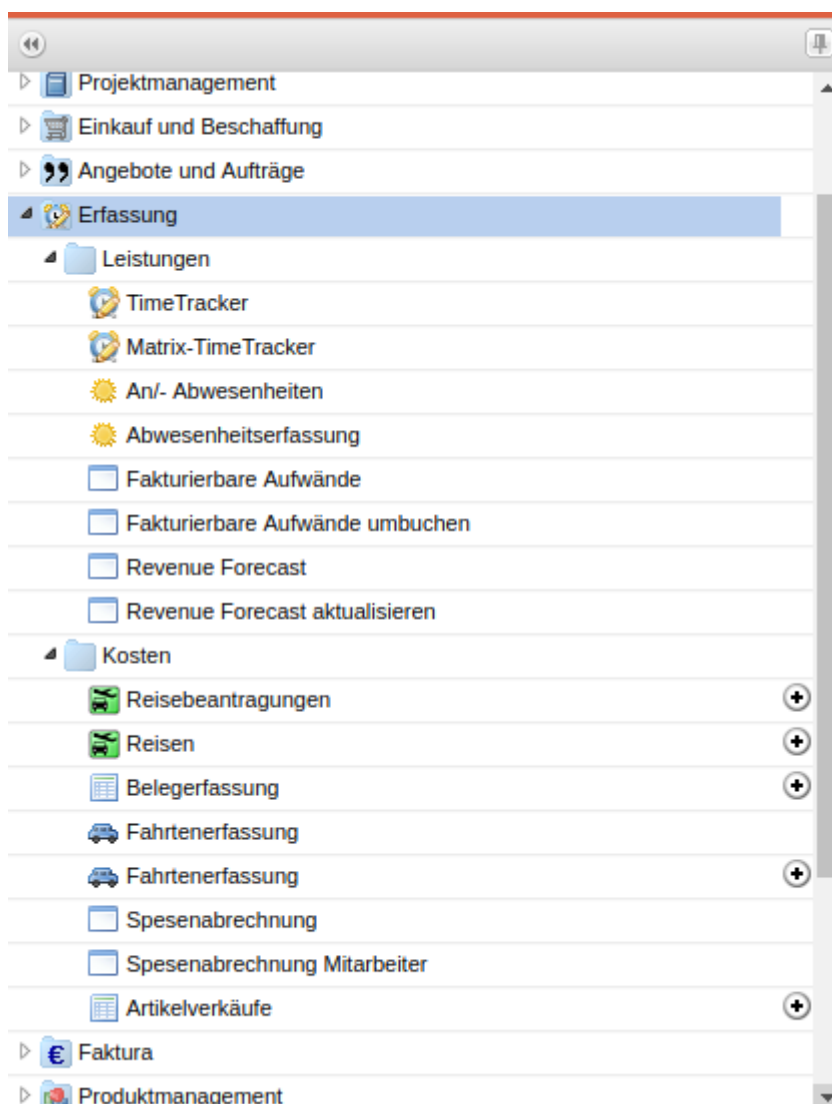 Projektmanagement
Einkauf und Beschaffung
Angebote und Aufträge
Erfassung
Leistungen
TimeTracker
Matrix-TimeTracker
An/- Abwesenheiten
Abwesenheitserfassung
Fakturierbare Aufwände
Fakturierbare Aufwände umbuchen
Revenue Forecast
Revenue Forecast aktualisieren
Kosten
Reisebeantragungen
Reisen
Belegerfassung
Fahrtenerfassung
Fahrtenerfassung
Spesenabrechnung
Spesenabrechnung Mitarbeiter
Artikelverkäufe
Faktura
Produktmanagement